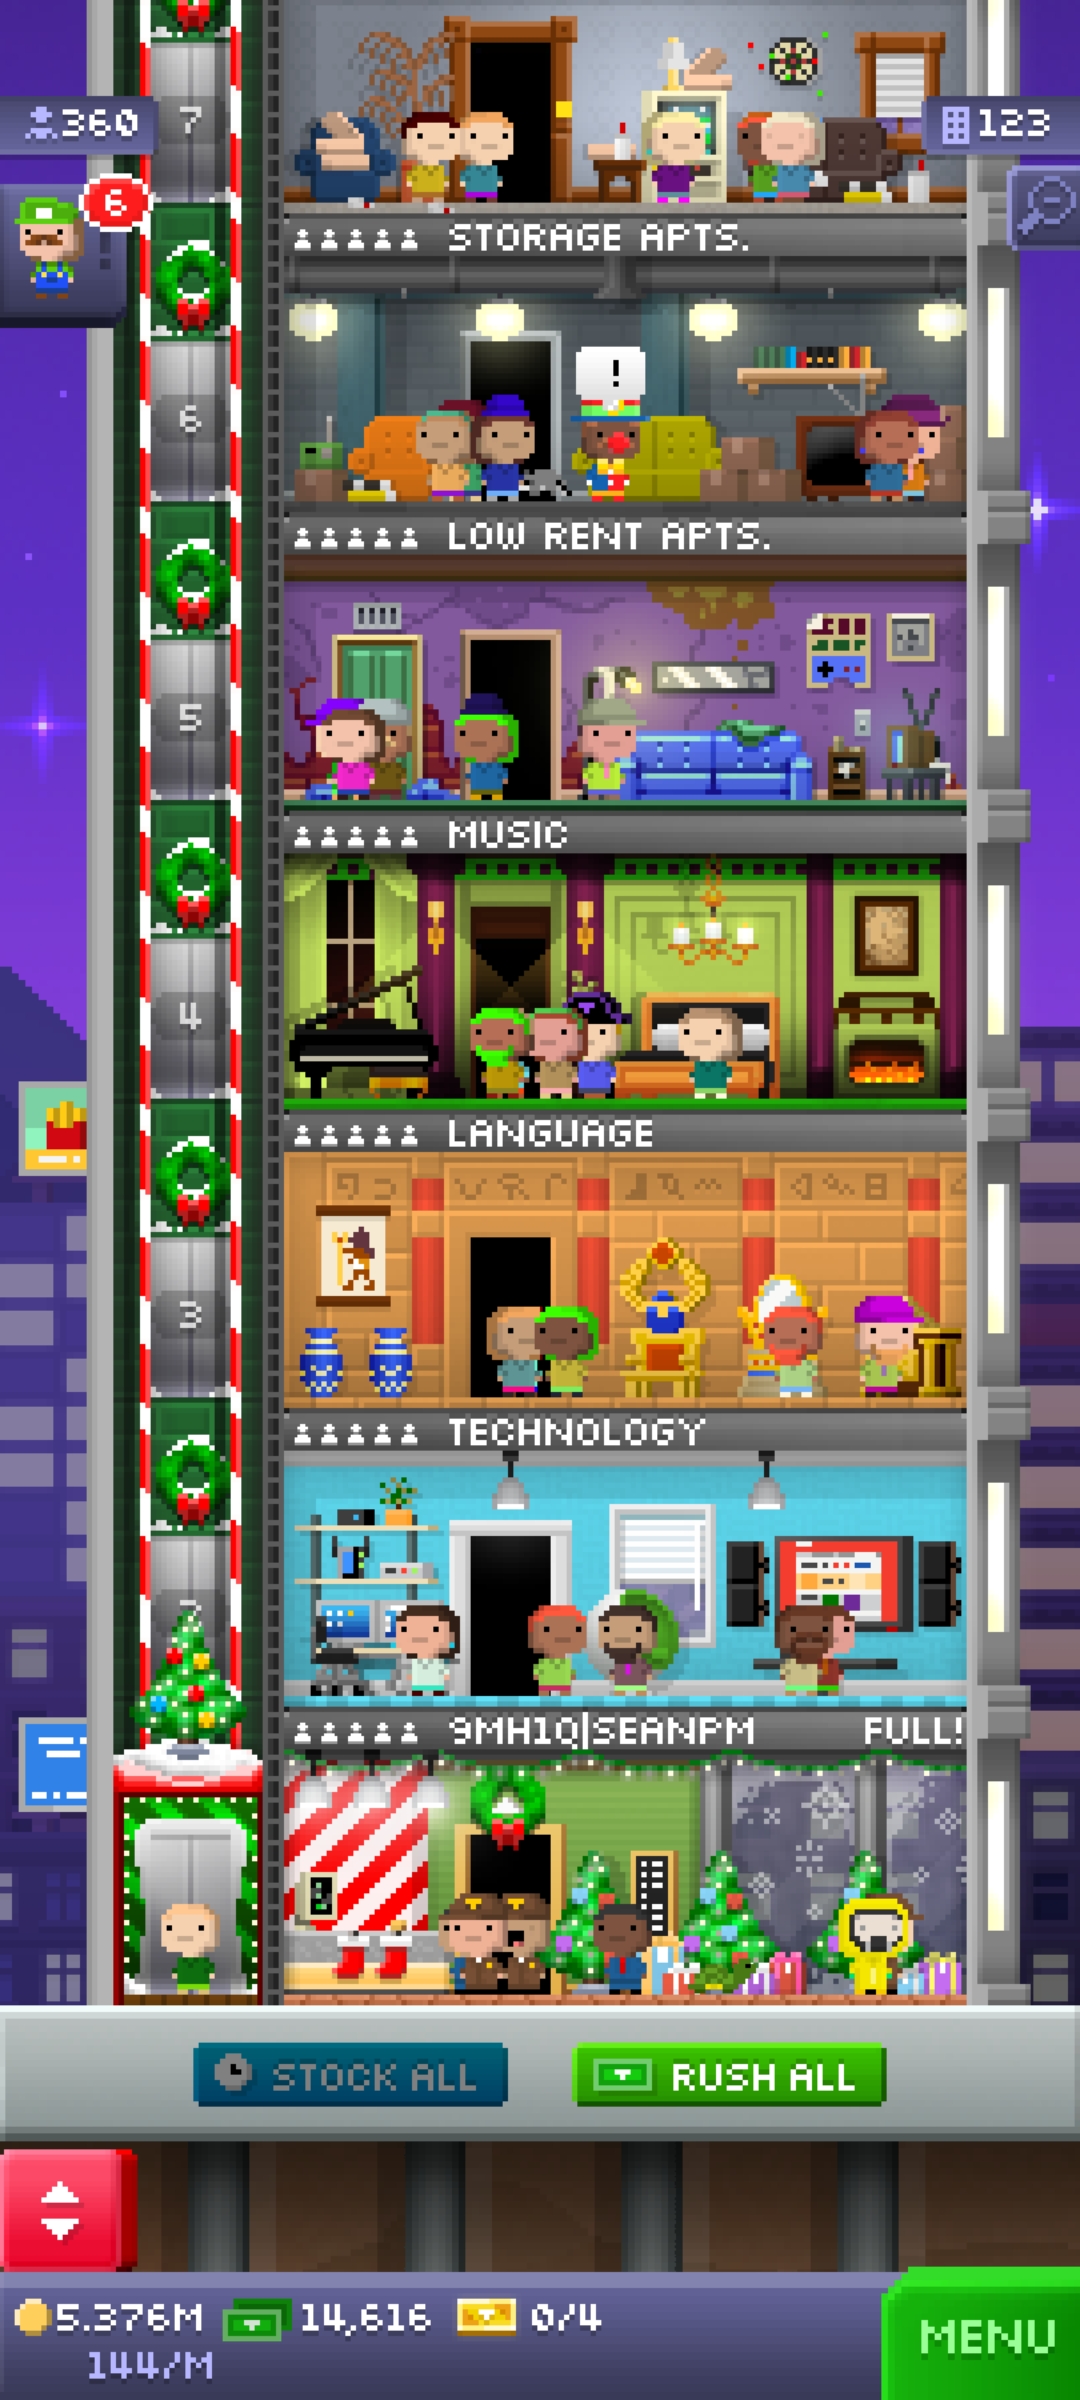 7
360
123
6
STORAGE APTS.
6
!
LOW RENT APTS.
5
MUSIC
4
LANGUAGE
3
TECHNOLOGY
9MH1Q|SEANPM FULL!
STOCK ALL
RUSH ALL
5.376M 14,616 0/4
144/M
MENU